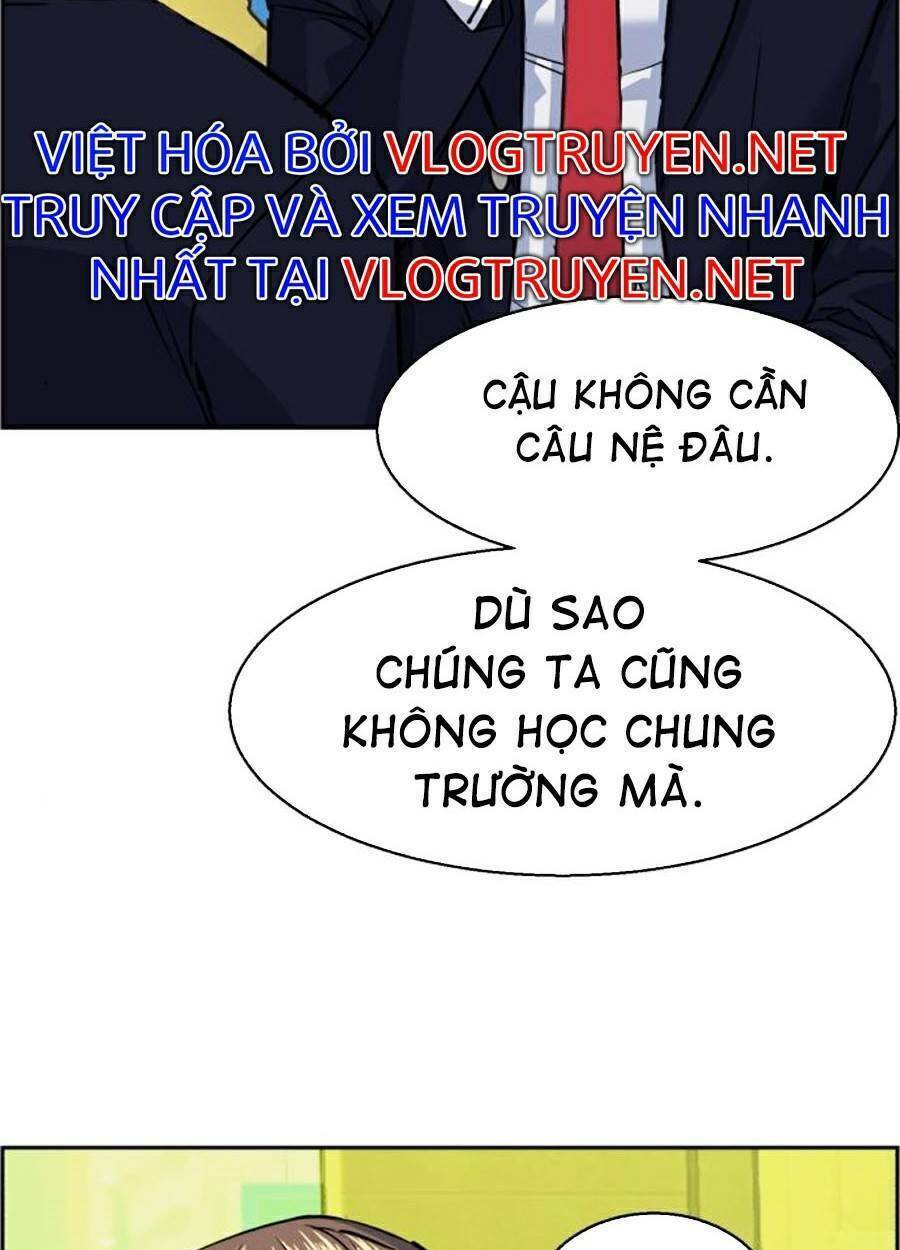 VIỆT HÓA BỞI VLOGTRUYEN.NET
TRUY CẬP VÀ XEM TRUYỆN NHANH
NHẤT TẠI VLOGTRUYEN.NET
CẬU KHÔNG CẦN
CÂU NỆ ĐÂU.
DÙ SAO
CHÚNG TA CŨNG
KHÔNG HỌC CHUNG
TRƯỜNG MÀ.